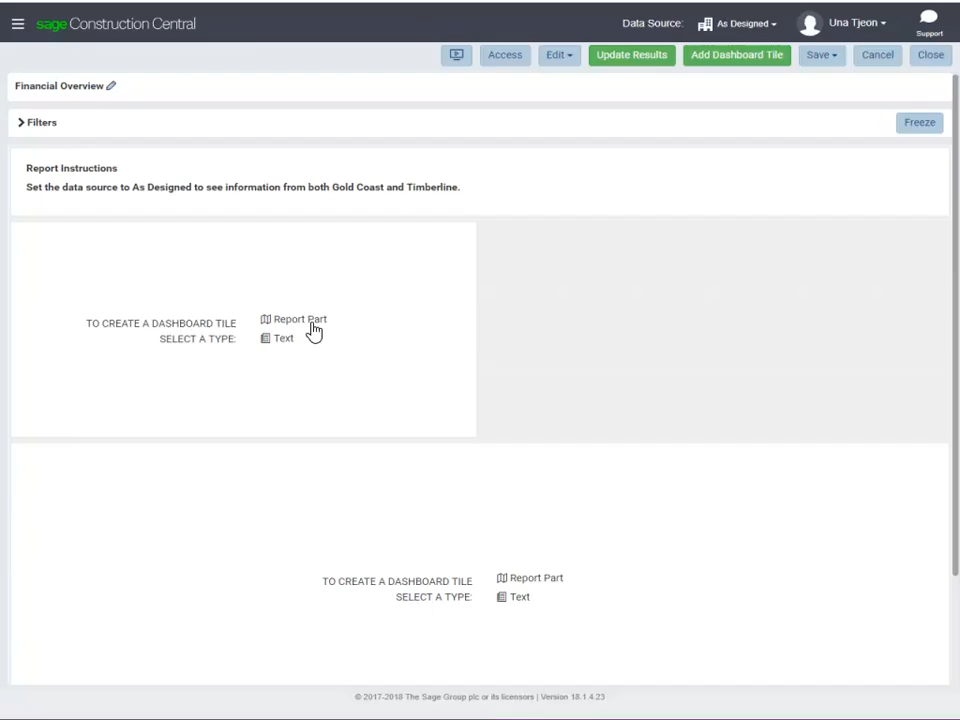 sage Construction Central
Data Source: As Designed
Una Tjeon
Support
Access
Edit
Update Results
Add Dashboard Tile
Save
Cancel
Close
Financial Overview
Filters
Freeze
Report Instructions
Set the data source to As Designed to see information from both Gold Coast and Timberline.
TO CREATE A DASHBOARD TILE
SELECT A TYPE:
Report Part
Text
TO CREATE A DASHBOARD TILE
SELECT A TYPE:
Report Part
Text
© 2017-2018 The Sage Group plc or its licensors | Version 18.1.4.23